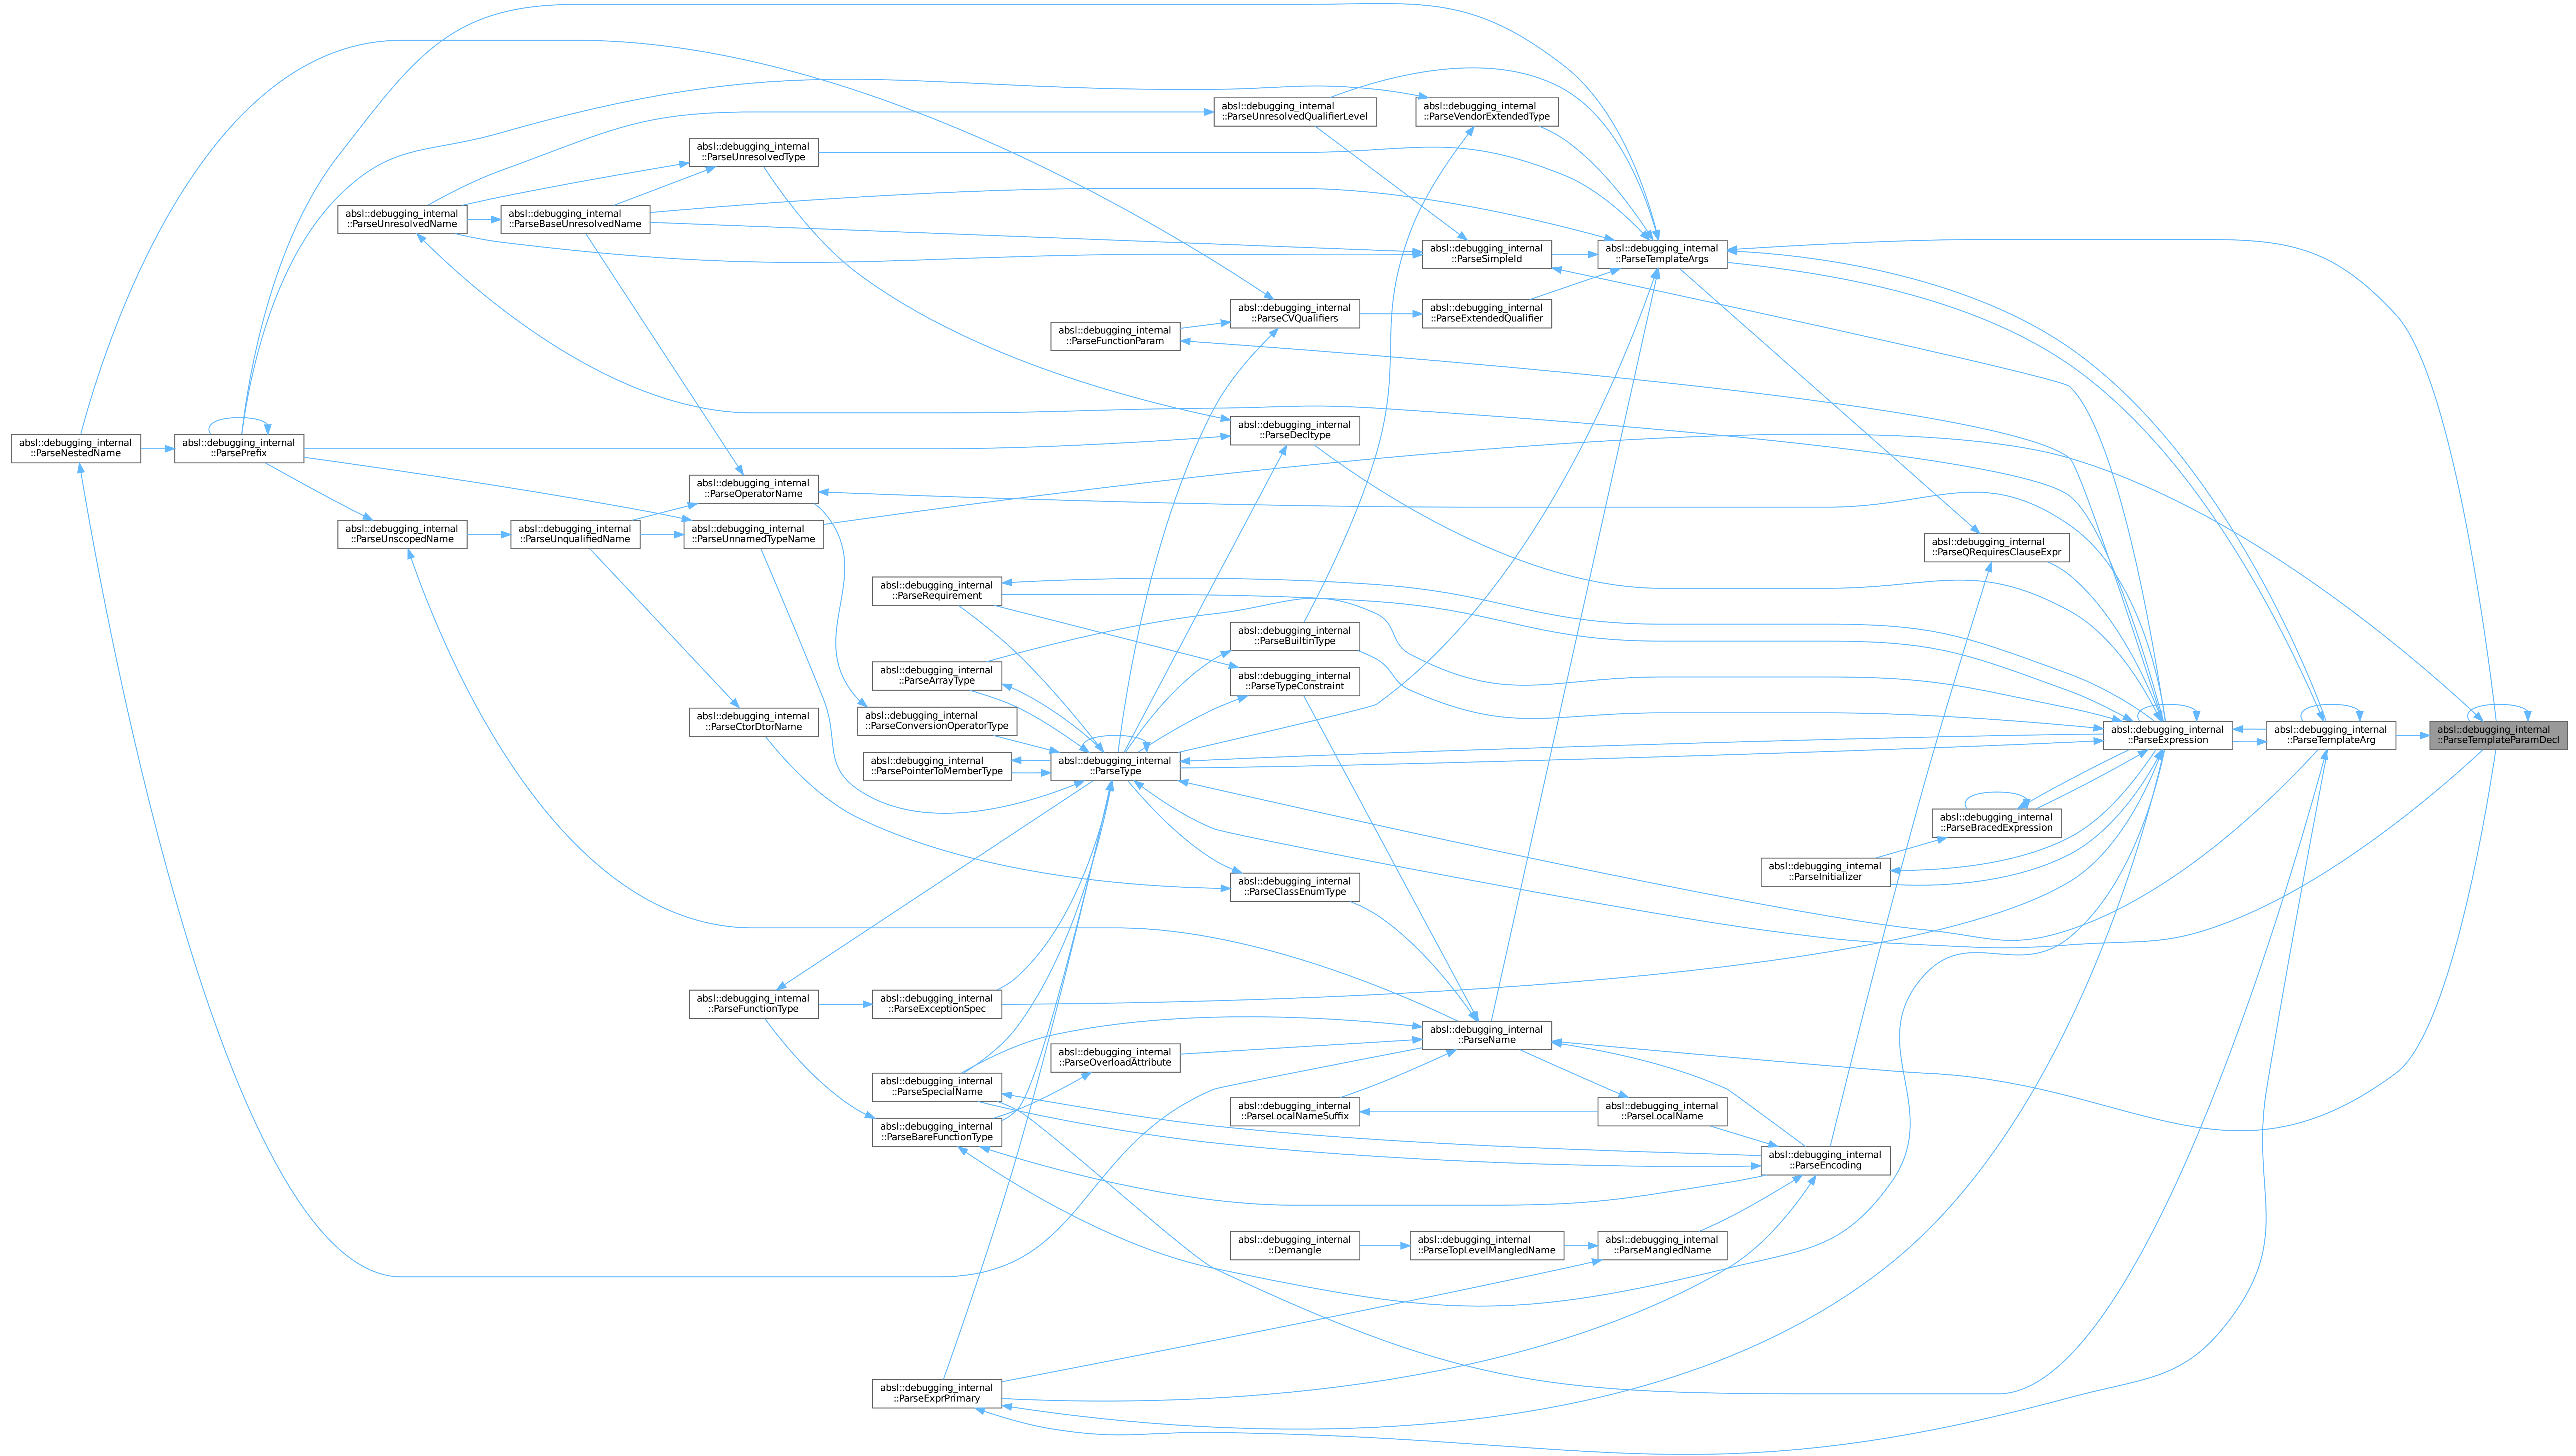 absl::debugging_internal
::ParseUnresolvedQualifierLevel
absl::debugging_internal
::ParseVendorExtendedType
absl::debugging_internal
::ParseUnresolvedType
absl::debugging_internal
::ParseUnresolvedName
absl::debugging_internal
::ParseBaseUnresolvedName
absl::debugging_internal
::ParseSimpleId
absl::debugging_internal
::ParseTemplateArgs
absl::debugging_internal
::ParseCVQualifiers
absl::debugging_internal
::ParseExtendedQualifier
absl::debugging_internal
::ParseFunctionParam
absl::debugging_internal
::ParseDecltype
absl::debugging_internal
::ParseNestedName
absl::debugging_internal
::ParsePrefix
absl::debugging_internal
::ParseOperatorName
absl::debugging_internal
::ParseUnscopedName
absl::debugging_internal
::ParseUnqualifiedName
absl::debugging_internal
::ParseUnnamedTypeName
absl::debugging_internal
::ParseQRequiresClauseExpr
absl::debugging_internal
::ParseRequirement
absl::debugging_internal
::ParseBuiltinType
absl::debugging_internal
::ParseArrayType
absl::debugging_internal
::ParseTypeConstraint
absl::debugging_internal
::ParseCtorDtorName
absl::debugging_internal
::ParseConversionOperatorType
absl::debugging_internal
::ParseExpression
absl::debugging_internal
::ParseTemplateArg
absl::debugging_internal
::ParseTemplateParamDecl
absl::debugging_internal
::ParsePointerToMemberType
absl::debugging_internal
::ParseType
absl::debugging_internal
::ParseBracedExpression
absl::debugging_internal
::ParseInitializer
absl::debugging_internal
::ParseClassEnumType
absl::debugging_internal
::ParseFunctionType
absl::debugging_internal
::ParseExceptionSpec
absl::debugging_internal
::ParseName
absl::debugging_internal
::ParseOverloadAttribute
absl::debugging_internal
::ParseSpecialName
absl::debugging_internal
::ParseLocalNameSuffix
absl::debugging_internal
::ParseLocalName
absl::debugging_internal
::ParseBareFunctionType
absl::debugging_internal
::ParseEncoding
absl::debugging_internal
::Demangle
absl::debugging_internal
::ParseTopLevelMangledName
absl::debugging_internal
::ParseMangledName
absl::debugging_internal
::ParseExprPrimary